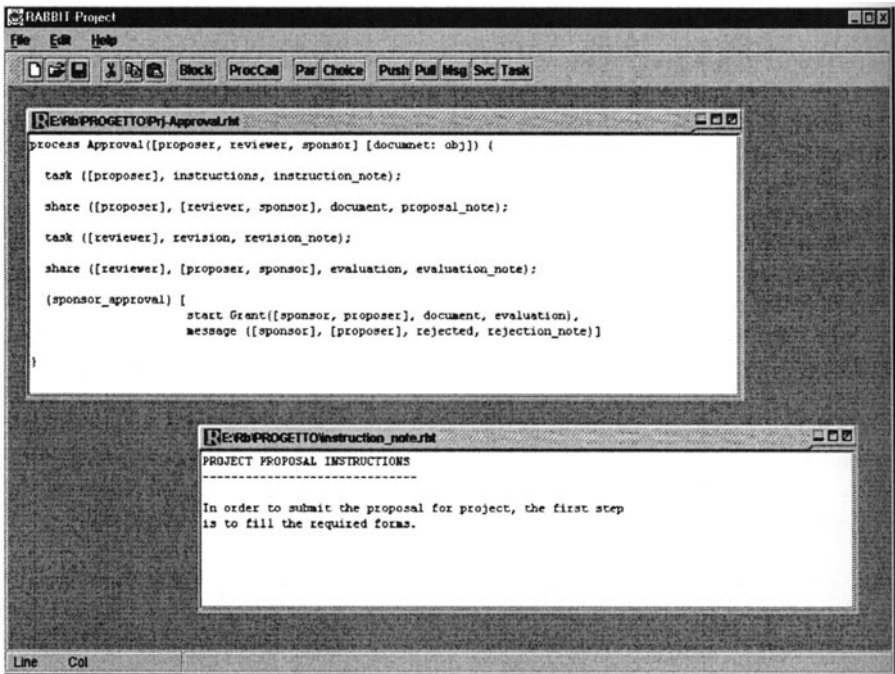 RABBIT-Project
File Edit Help
Block ProcCall Par Choice Push Pull Msg Svc Task
E:\Rb\PROGETTO\Prj-Approval.rbt
process Approval([proposer, reviewer, sponsor] [documnet: obj]) {
task ([proposer], instructions, instruction_note);
share ([proposer], [reviever, sponsor], document, proposal_note);
task ([reviewer], revision, revision_note);
share ([reviewer], [proposer, sponsor], evaluation, evaluation_note);
(sponsor_approval) [
start Grant([sponsor, proposer], document, evaluation),
message ([sponsor], [proposer], rejected, rejection_note)]
}
E:\Rb\PROGETTO\instruction_note.rbt
PROJECT PROPOSAL INSTRUCTIONS
------------------------------
In order to submit the proposal for project, the first step
is to fill the required forms.
Line Col